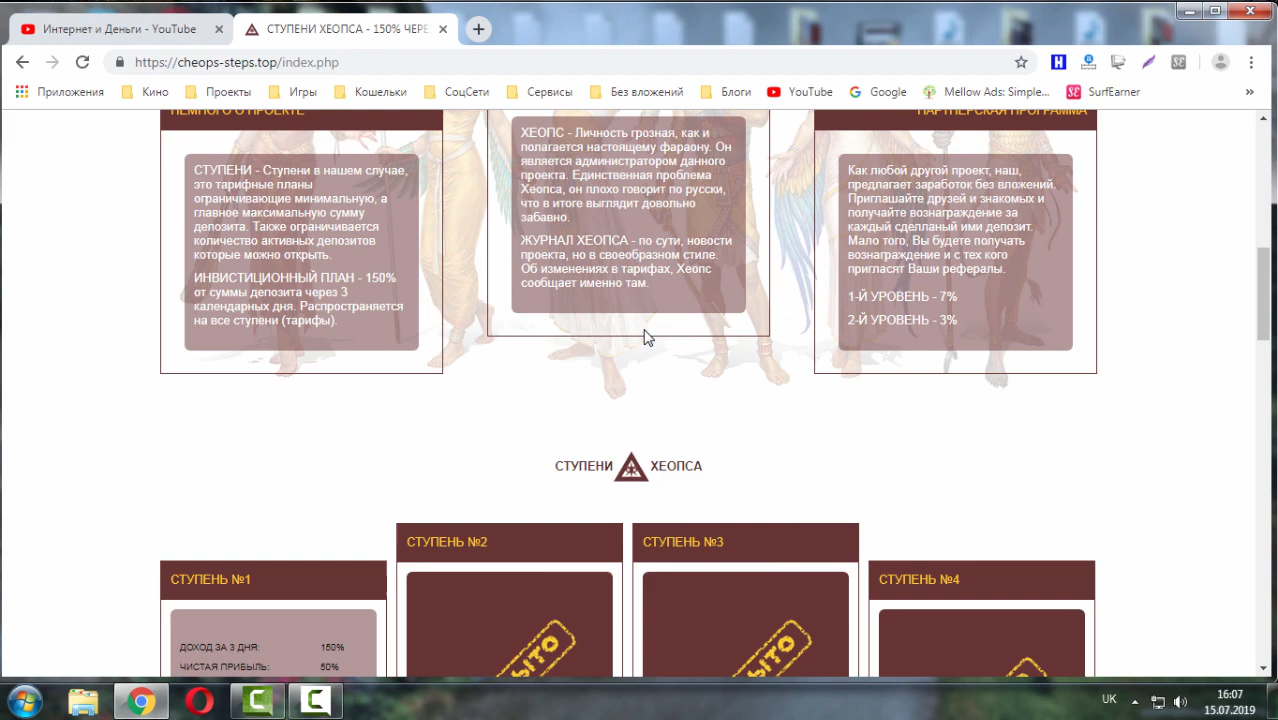 Интернет и Деньги - YouTube
СТУПЕНИ ХЕОПСА - 150% ЧЕРЕ
https://cheops-steps.top/index.php
Приложения
Кино
Проекты
Игры
Кошельки
СоцСети
Сервисы
Без вложений
Блоги
YouTube
Google
Mellow Ads: Simple...
SurfEarner
»
НЕМНОГО О ПРОЕКТЕ
СТУПЕНИ - Ступени в нашем случае,
это тарифные планы
ограничивающие минимальную, а
главное максимальную сумму
депозита. Также ограничивается
количество активных депозитов
которые можно открыть.
ИНВИСТИЦИОННЫЙ ПЛАН - 150%
от суммы депозита через 3
календарных дня. Распространяется
на все ступени (тарифы).
ХЕОПС - Личность грозная, как и
полагается настоящему фараону. Он
является администратором данного
проекта. Единственная проблема
Хеопса, он плохо говорит по русски,
что в итоге выглядит довольно
забавно.
ЖУРНАЛ ХЕОПСА - по сути, новости
проекта, но в своеобразном стиле.
Об изменениях в тарифах, Хеопс
сообщает именно там.
ПАРТНЕРСКАЯ ПРОГРАММА
Как любой другой проект, наш,
предлагает заработок без вложений.
Приглашайте друзей и знакомых и
получайте вознаграждение за
каждый сделланый ими депозит.
Мало того, Вы будете получать
вознаграждение и с тех кого
пригласят Ваши рефералы.
1-Й УРОВЕНЬ - 7%
2-Й УРОВЕНЬ - 3%
СТУПЕНИ ХЕОПСА
СТУПЕНЬ №1
ДОХОД ЗА 3 ДНЯ: 150%
ЧИСТАЯ ПРИБЫЛЬ: 50%
СТУПЕНЬ №2
СТУПЕНЬ №3
СТУПЕНЬ №4
UK
16:07
15.07.2019